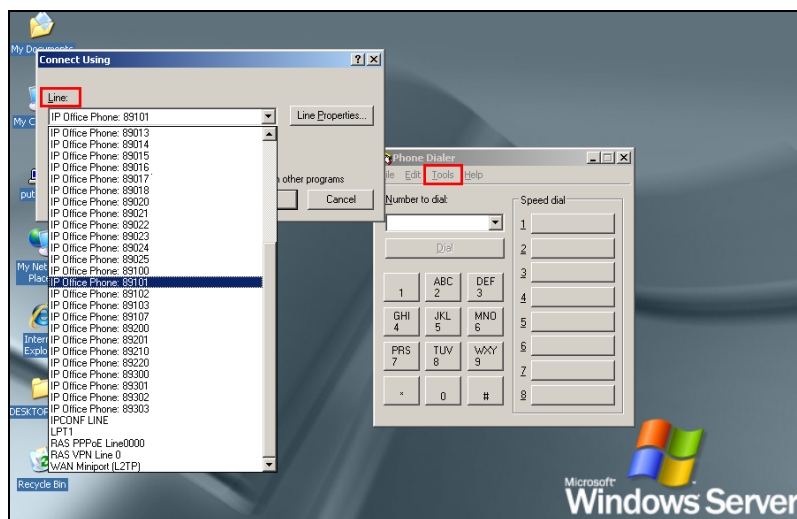 My Documents
Connect Using
Line:
IP Office Phone: 89101
Line Properties...
IP Office Phone: 89013
IP Office Phone: 89014
IP Office Phone: 89015
IP Office Phone: 89016
IP Office Phone: 89017
IP Office Phone: 89018
IP Office Phone: 89020
IP Office Phone: 89021
IP Office Phone: 89022
IP Office Phone: 89023
IP Office Phone: 89024
IP Office Phone: 89025
IP Office Phone: 89100
IP Office Phone: 89101
IP Office Phone: 89102
IP Office Phone: 89103
IP Office Phone: 89107
IP Office Phone: 89200
IP Office Phone: 89201
IP Office Phone: 89210
IP Office Phone: 89220
IP Office Phone: 89300
IP Office Phone: 89301
IP Office Phone: 89302
IP Office Phone: 89303
IPCONF LINE
LPT1
RAS PPPoE Line0000
RAS VPN Line 0
WAN Miniport (L2TP)
other programs
Cancel
My C
put
My Net
Place
Intern
Explo
DESKTOP
Recycle Bin
Phone Dialer
ile Edit Tools Help
Number to dial:
Dial
1
ABC
2
DEF
3
GHI
4
JKL
5
MNO
6
PRS
7
TUV
8
WXY
9
*
0
#
Speed dial
1
2
3
4
5
6
7
8
Microsoft
Windows Server